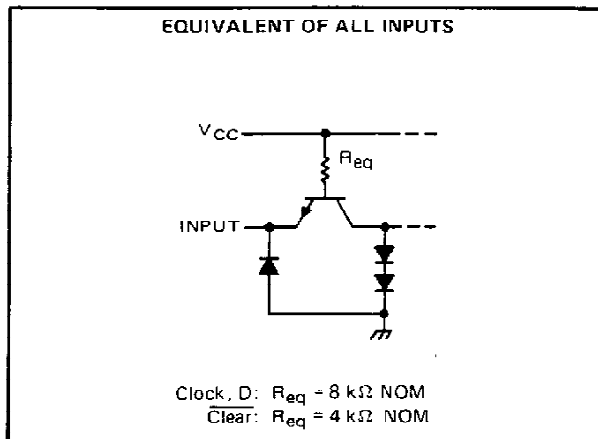 EQUIVALENT OF ALL INPUTS
VCC
Req
INPUT
Clock, D: Req = 8 kΩ NOM
Clear: Req = 4 kΩ NOM